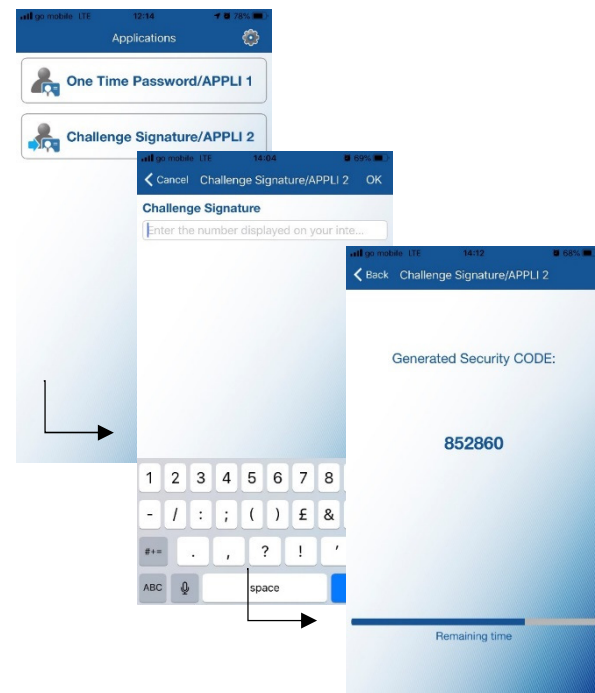 go mobile LTE 12:14 78%
Applications
One Time Password/APPLI 1
Challenge Signature/APPLI 2
go mobile LTE 14:04 69%
Cancel Challenge Signature/APPLI 2 OK
Challenge Signature
Enter the number displayed on your inte...
1 2 3 4 5 6 7 8
- / : ; ( ) £ &
#+= . , ? ! '
ABC space
go mobile LTE 14:12 68%
Back Challenge Signature/APPLI 2
Generated Security CODE:
852860
Remaining time